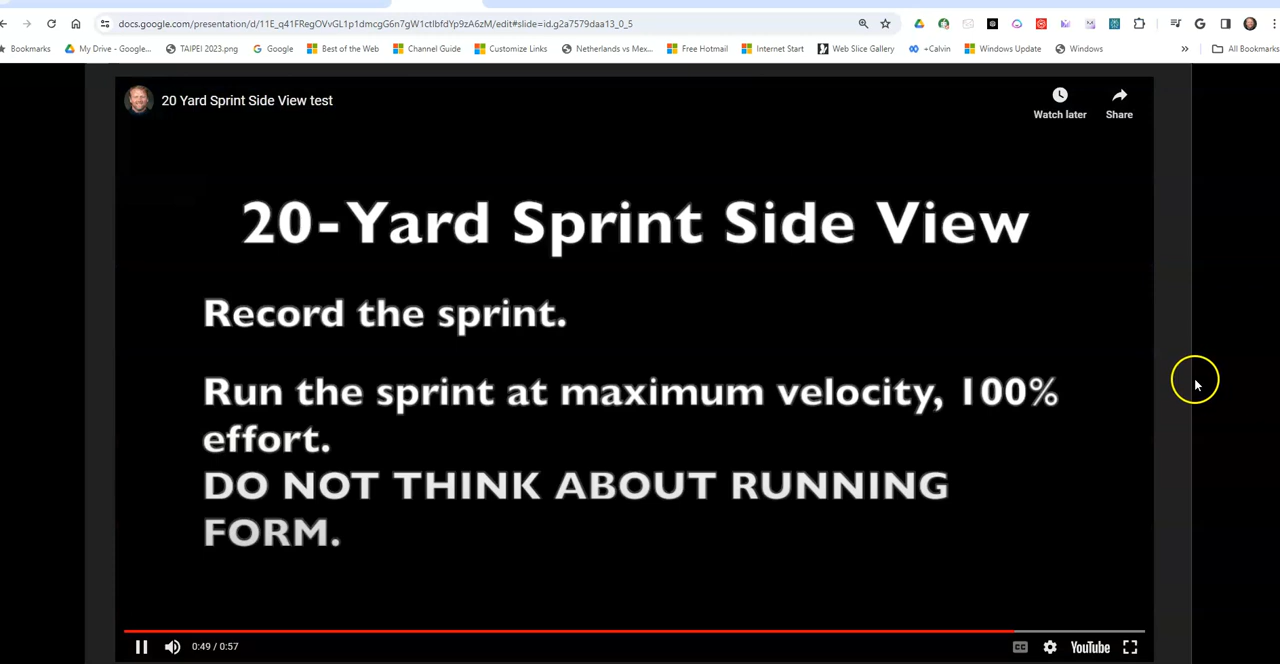 docs.google.com/presentation/d/11E_q41FRegOVvGL1p1dmcgG6n7gW1ctlbfdYp9zA6zM/edit#slide=id.g2a7579daa13_0_5
Bookmarks My Drive - Google... TAIPEI 2023.png Google Best of the Web Channel Guide Customize Links Netherlands vs Mex... Free Hotmail Internet Start Web Slice Gallery +Calvin Windows Update Windows » All Bookmarks
20 Yard Sprint Side View test
Watch later Share
20-Yard Sprint Side View
Record the sprint.
Run the sprint at maximum velocity, 100%
effort.
DO NOT THINK ABOUT RUNNING
FORM.
0:49 / 0:57 CC YouTube